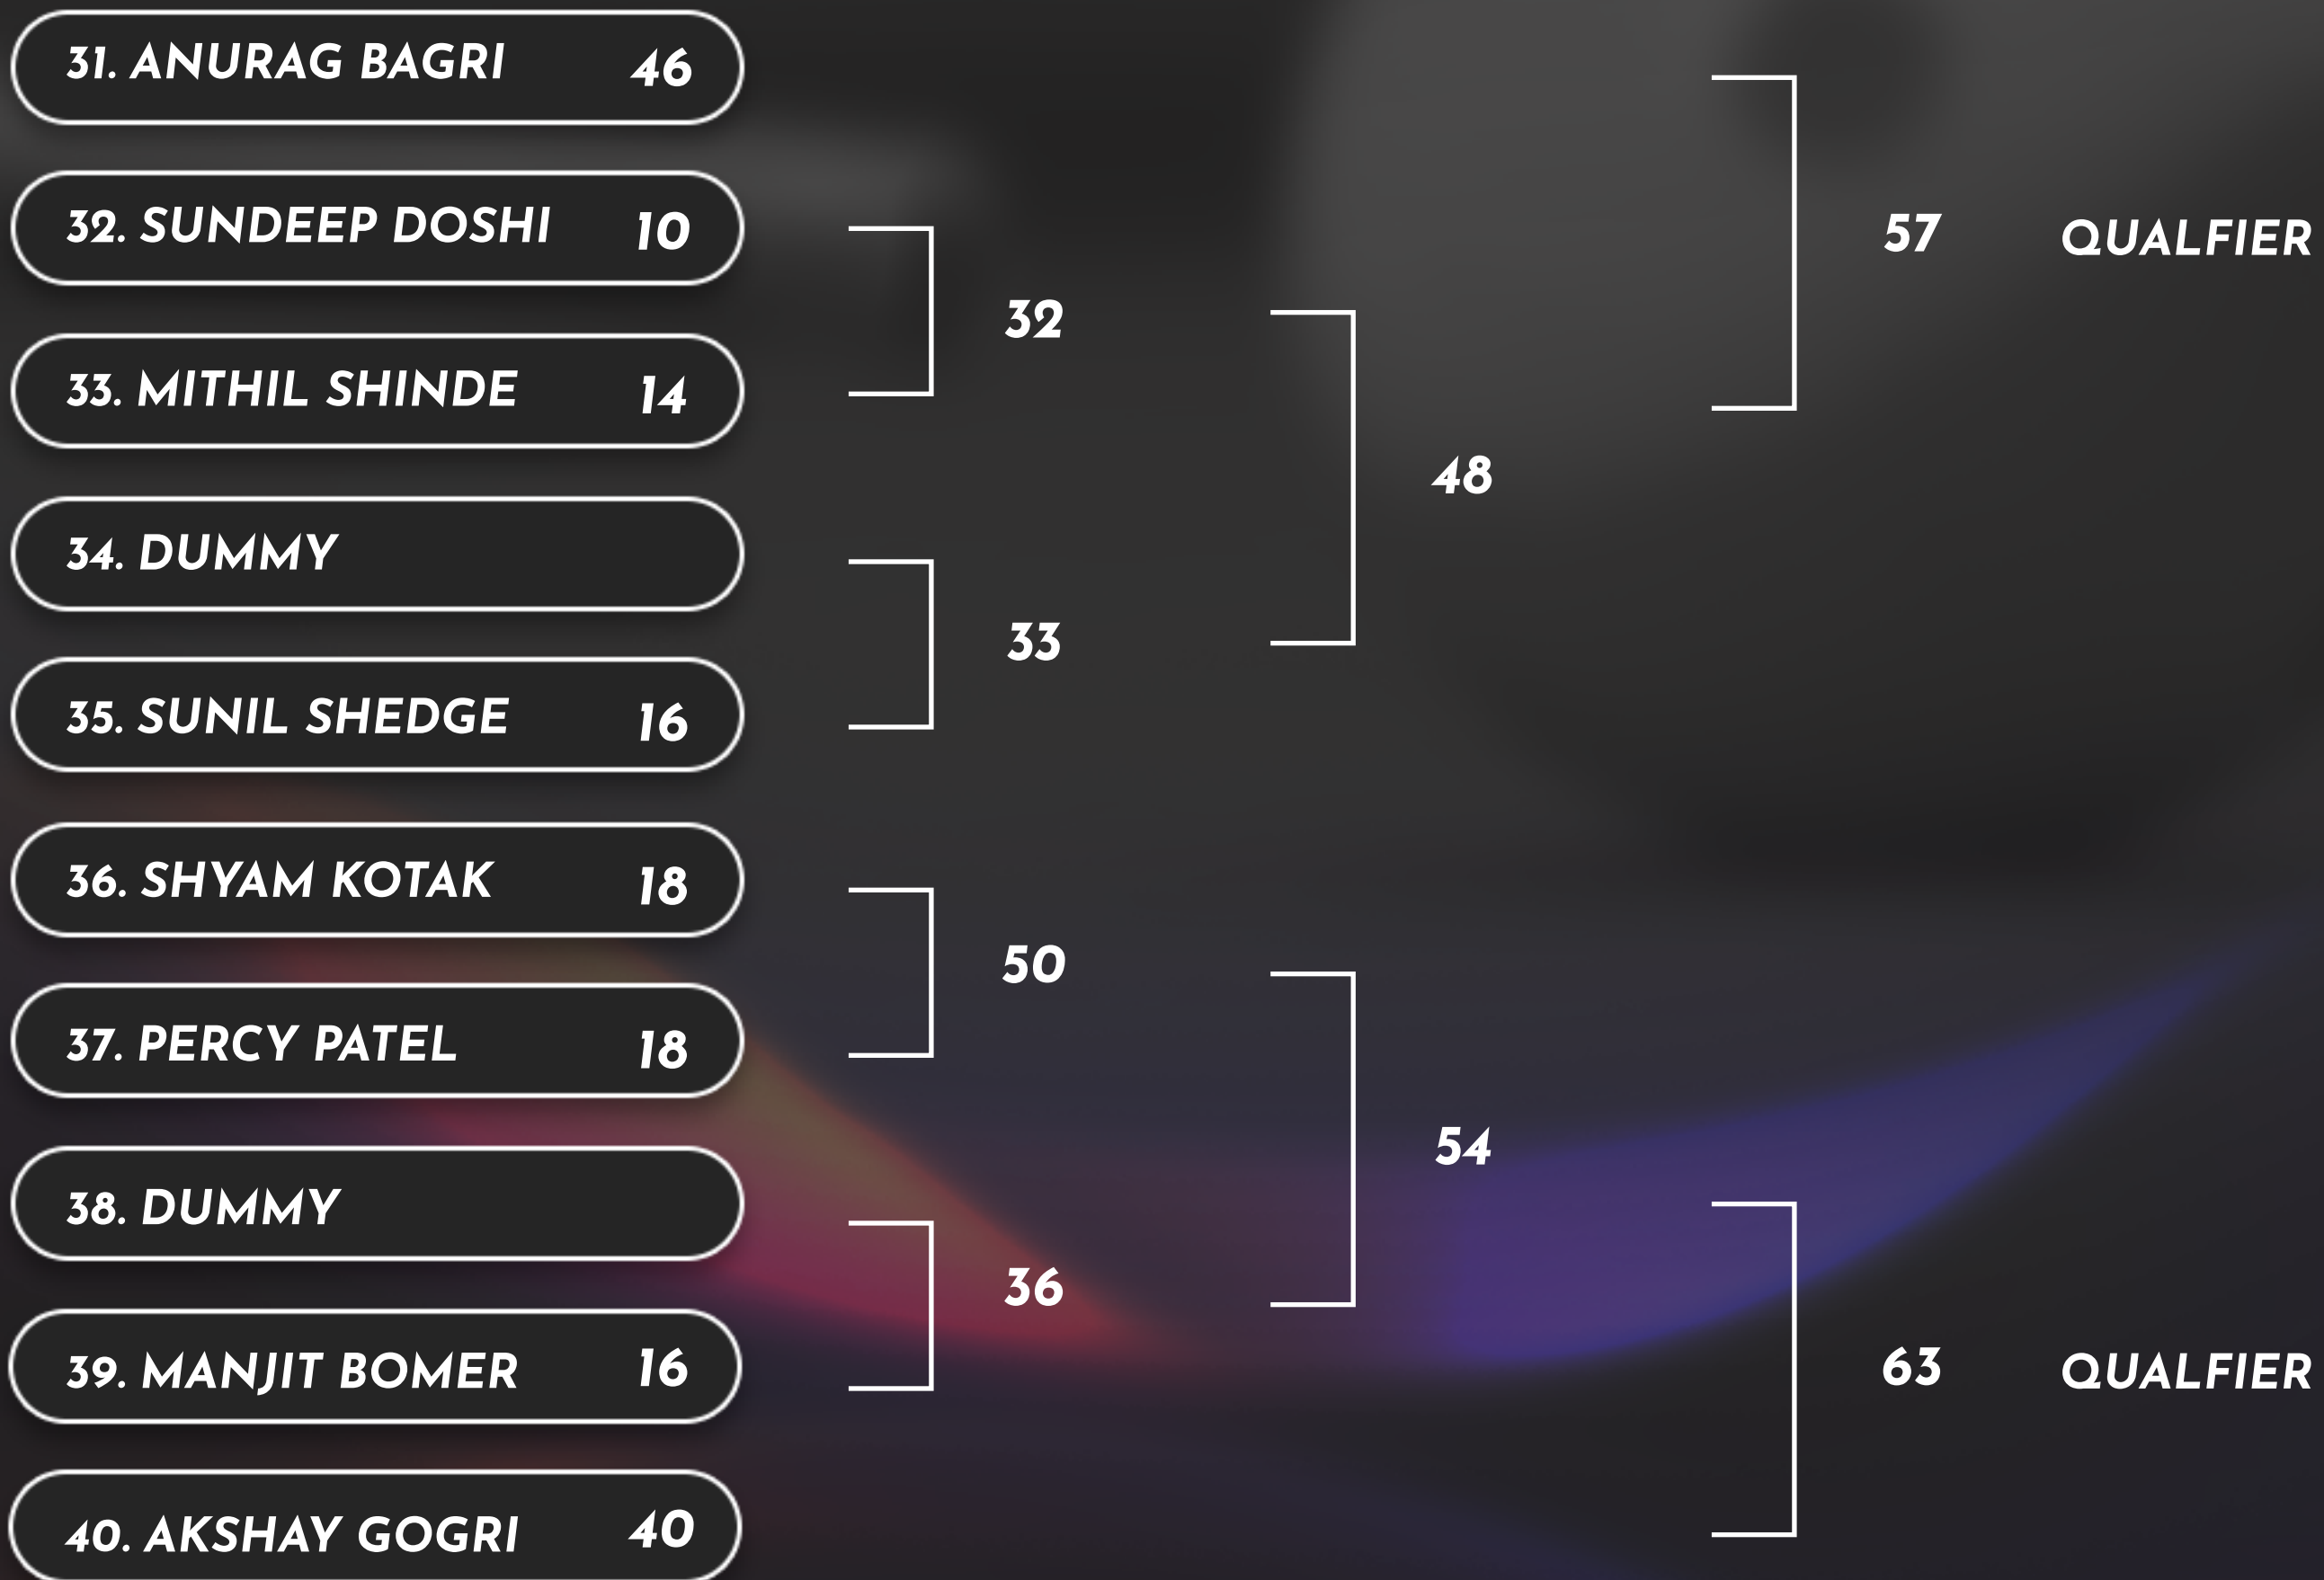 31. ANURAG BAGRI 46
32. SUNDEEP DOSHI 10
33. MITHIL SHINDE 14
34. DUMMY
35. SUNIL SHEDGE 16
36. SHYAM KOTAK 18
37. PERCY PATEL 18
38. DUMMY
39. MANJIT BOMER 16
40. AKSHAY GOGRI 40
32
33
50
36
48
54
57 QUALFIER
63 QUALFIER